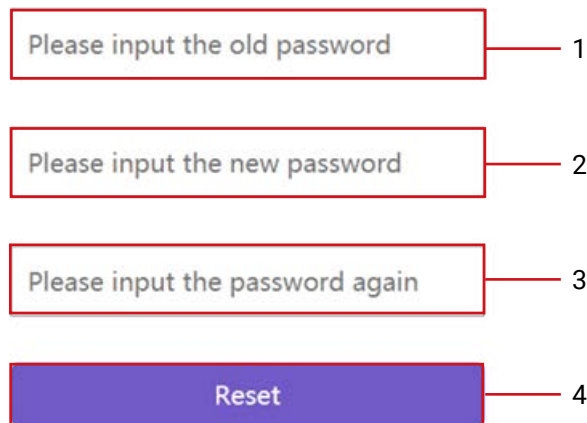 Please input the old password 1
Please input the new password 2
Please input the password again 3
Reset 4